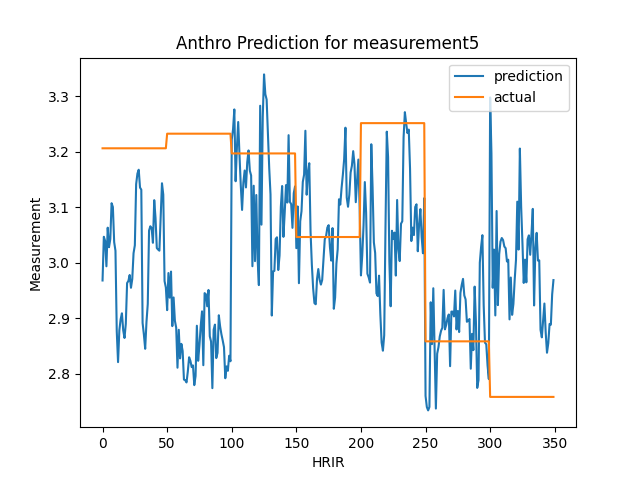 Anthro Prediction for measurement5
prediction
actual
Measurement
3.3
3.2
3.1
3.0
2.9
2.8
0 50 100 150 200 250 300 350
HRIR